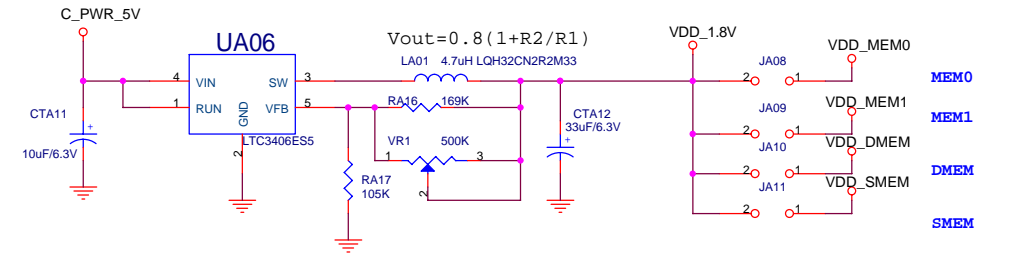 C_PWR_5V
UA06
Vout=0.8(1+R2/R1)
VDD_1.8V
VDD_MEM0
LA01 4.7uH LQH32CN2R2M33
JA08
4 VIN SW 3
2 1
MEM0
1 RUN VFB 5
GND
RA16 169K
CTA11
CTA12
33uF/6.3V
JA09
VDD_MEM1
MEM1
2 1
10uF/6.3V
2
LTC3406ES5
VR1 500K
1 3
2
JA10
VDD_DMEM
DMEM
2 1
RA17
105K
JA11
VDD_SMEM
2 1
SMEM